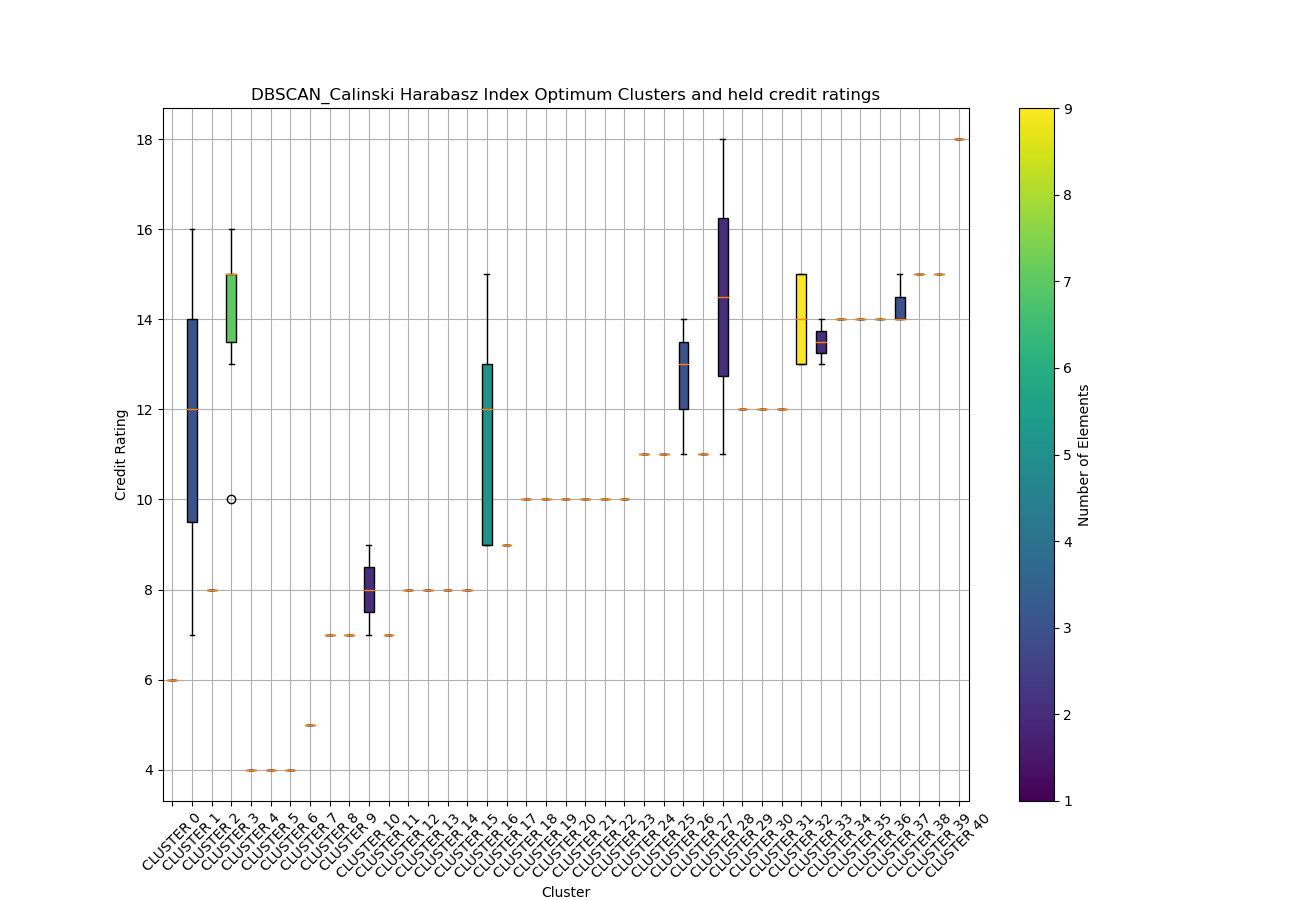 DBSCAN_Calinski Harabasz Index Optimum Clusters and held credit ratings
18
16
14
12
10
8
6
4
Credit Rating
CLUSTER 0
CLUSTER 1
CLUSTER 2
CLUSTER 3
CLUSTER 4
CLUSTER 5
CLUSTER 6
CLUSTER 7
CLUSTER 8
CLUSTER 9
CLUSTER 10
CLUSTER 11
CLUSTER 12
CLUSTER 13
CLUSTER 14
CLUSTER 15
CLUSTER 16
CLUSTER 17
CLUSTER 18
CLUSTER 19
CLUSTER 20
CLUSTER 21
CLUSTER 22
CLUSTER 23
CLUSTER 24
CLUSTER 25
CLUSTER 26
CLUSTER 27
CLUSTER 28
CLUSTER 29
CLUSTER 30
CLUSTER 31
CLUSTER 32
CLUSTER 33
CLUSTER 34
CLUSTER 35
CLUSTER 36
CLUSTER 37
CLUSTER 38
CLUSTER 39
CLUSTER 40
Cluster
9
8
7
6
5
4
3
2
1
Number of Elements